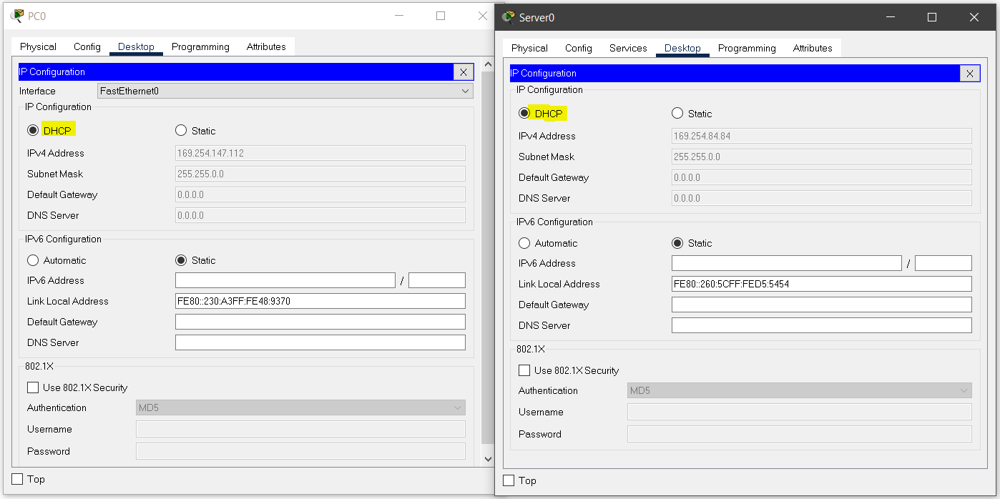 PC0
Physical Config Desktop Programming Attributes
IP Configuration X
Interface FastEthernet0
IP Configuration
DHCP Static
IPv4 Address 169.254.147.112
Subnet Mask 255.255.0.0
Default Gateway 0.0.0.0
DNS Server 0.0.0.0
IPv6 Configuration
Automatic Static
IPv6 Address /
Link Local Address FE80::230:A3FF:FE48:9370
Default Gateway
DNS Server
802.1X
Use 802.1X Security
Authentication MD5
Username
Password
Top
Server0
Physical Config Services Desktop Programming Attributes
IP Configuration X
IP Configuration
DHCP Static
IPv4 Address 169.254.84.84
Subnet Mask 255.255.0.0
Default Gateway 0.0.0.0
DNS Server 0.0.0.0
IPv6 Configuration
Automatic Static
IPv6 Address /
Link Local Address FE80::260:5CFF:FED5:5454
Default Gateway
DNS Server
802.1X
Use 802.1X Security
Authentication MD5
Username
Password
Top